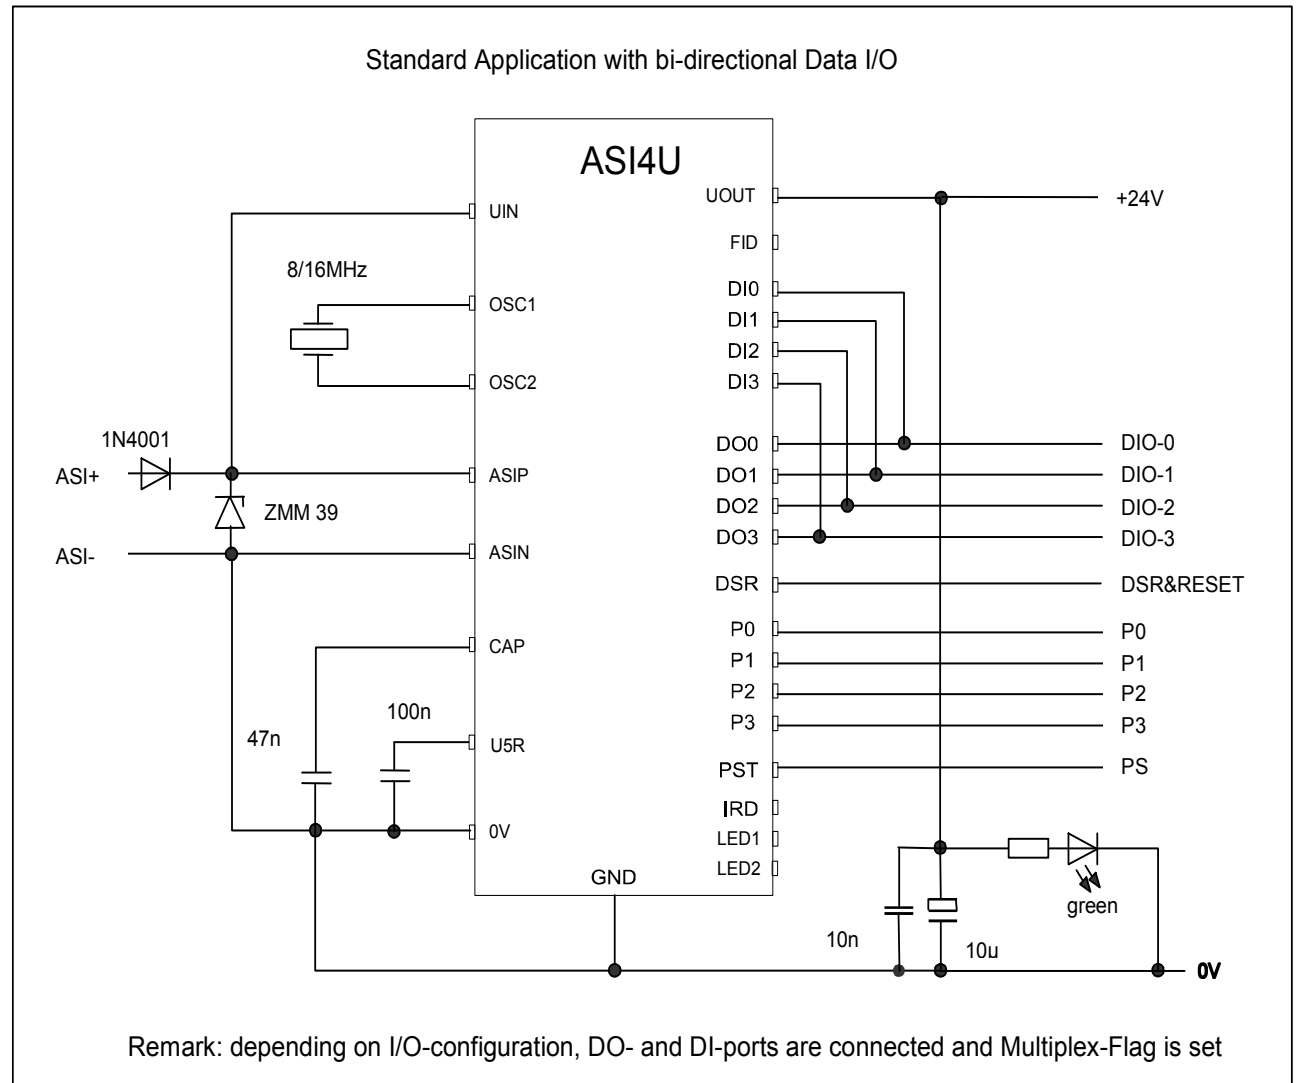 Standard Application with bi-directional Data I/O
ASI4U
UIN
UOUT
+24V
FID
8/16MHz
OSC1
DI0
DI1
DI2
OSC2
DI3
1N4001
DO0
DIO-0
ASI+
ASIP
DO1
DIO-1
ZMM 39
DO2
DIO-2
ASI-
ASIN
DO3
DIO-3
DSR
DSR&RESET
CAP
P0
P0
P1
P1
P2
P2
100n
P3
P3
47n
U5R
PST
PS
IRD
0V
LED1
LED2
GND
green
10n
10u
0V
Remark: depending on I/O-configuration, DO- and DI-ports are connected and Multiplex-Flag is set